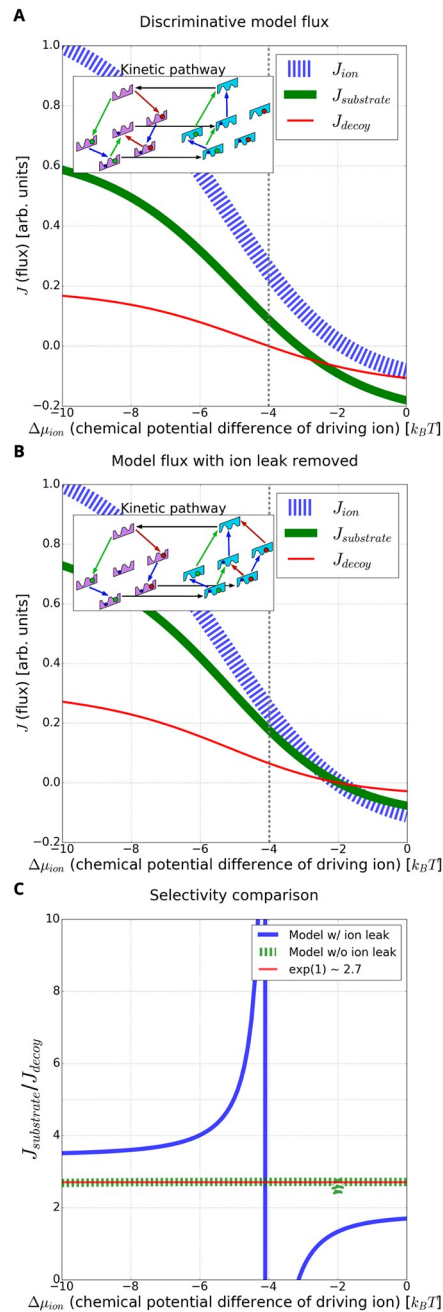 A
Discriminative model flux
1.0
0.8
0.6
0.4
0.2
0.0
−0.2
J (flux) [arb. units]
Kinetic pathway
J_ion
J_substrate
J_decoy
−10
−8
−6
−4
−2
0
Δμ_ion (chemical potential difference of driving ion) [k_BT]
B
Model flux with ion leak removed
1.0
0.8
0.6
0.4
0.2
0.0
−0.2
J (flux) [arb. units]
Kinetic pathway
J_ion
J_substrate
J_decoy
−10
−8
−6
−4
−2
0
Δμ_ion (chemical potential difference of driving ion) [k_BT]
C
Selectivity comparison
10
8
6
4
2
0
J_substrate/J_decoy
Model w/ ion leak
Model w/o ion leak
exp(1) ~ 2.7
−10
−8
−6
−4
−2
0
Δμ_ion (chemical potential difference of driving ion) [k_BT]